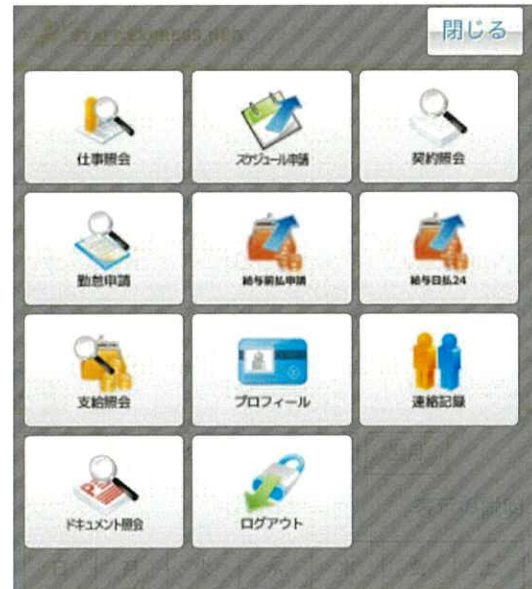 閉じる
仕事照会
スケジュール申請
契約照会
勤怠申請
給与前払申請
給与日払24
支給照会
プロフィール
連絡記録
ドキュメント照会
ログアウト